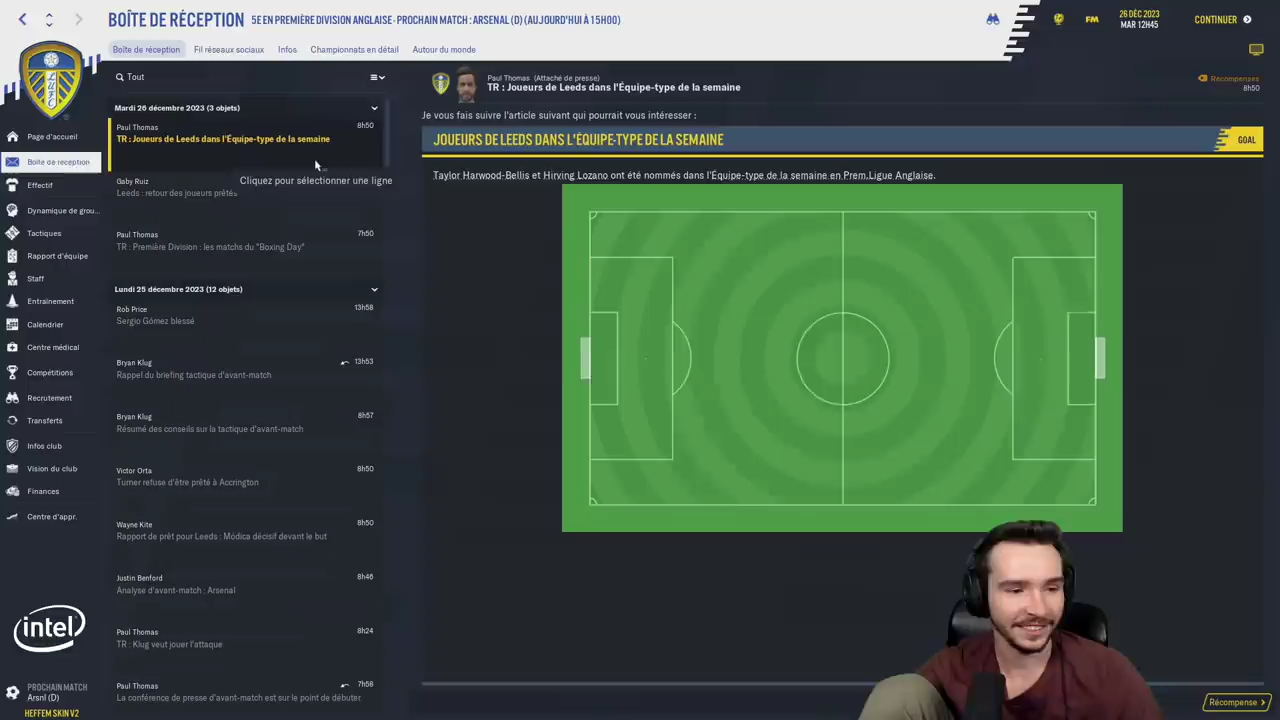 BOÎTE DE RÉCEPTION
5E EN PREMIÈRE DIVISION ANGLAISE - PROCHAIN MATCH : ARSENAL (D) (AUJOURD'HUI À 15H00)
FM
26 DÉC 2023
MAR 12H45
CONTINUER
Boîte de réception
Fil réseaux sociaux
Infos
Championnats en détail
Autour du monde
LUFC
Page d'accueil
Boîte de réception
Effectif
Dynamique de grou...
Tactiques
Rapport d'équipe
Staff
Entraînement
Calendrier
Centre médical
Compétitions
Recrutement
Transferts
Infos club
Vision du club
Finances
Centre d'appr.
intel
PROCHAIN MATCH
Arsnl (D)
HEFFEM SKIN V2
Tout
Mardi 26 décembre 2023 (3 objets)
Paul Thomas
8h50
TR : Joueurs de Leeds dans l'Équipe-type de la semaine
Gaby Ruiz
Cliquez pour sélectionner une ligne
Leeds : retour des joueurs prêtés
Paul Thomas
7h50
TR : Première Division : les matchs du "Boxing Day"
Lundi 25 décembre 2023 (12 objets)
Rob Price
13h58
Sergio Gómez blessé
Bryan Klug
13h53
Rappel du briefing tactique d'avant-match
Bryan Klug
8h57
Résumé des conseils sur la tactique d'avant-match
Victor Orta
8h50
Turner refuse d'être prêté à Accrington
Wayne Kite
8h50
Rapport de prêt pour Leeds : Módica décisif devant le but
Justin Benford
8h46
Analyse d'avant-match : Arsenal
Paul Thomas
8h24
TR : Klug veut jouer l'attaque
Paul Thomas
7h58
La conférence de presse d'avant-match est sur le point de débuter
Paul Thomas (Attaché de presse)
TR : Joueurs de Leeds dans l'Équipe-type de la semaine
Récompenses
8h50
Je vous fais suivre l'article suivant qui pourrait vous intéresser :
JOUEURS DE LEEDS DANS L'ÉQUIPE-TYPE DE LA SEMAINE
GOAL
Taylor Harwood-Bellis et Hirving Lozano ont été nommés dans l'Équipe-type de la semaine en Prem.Ligue Anglaise.
Récompense